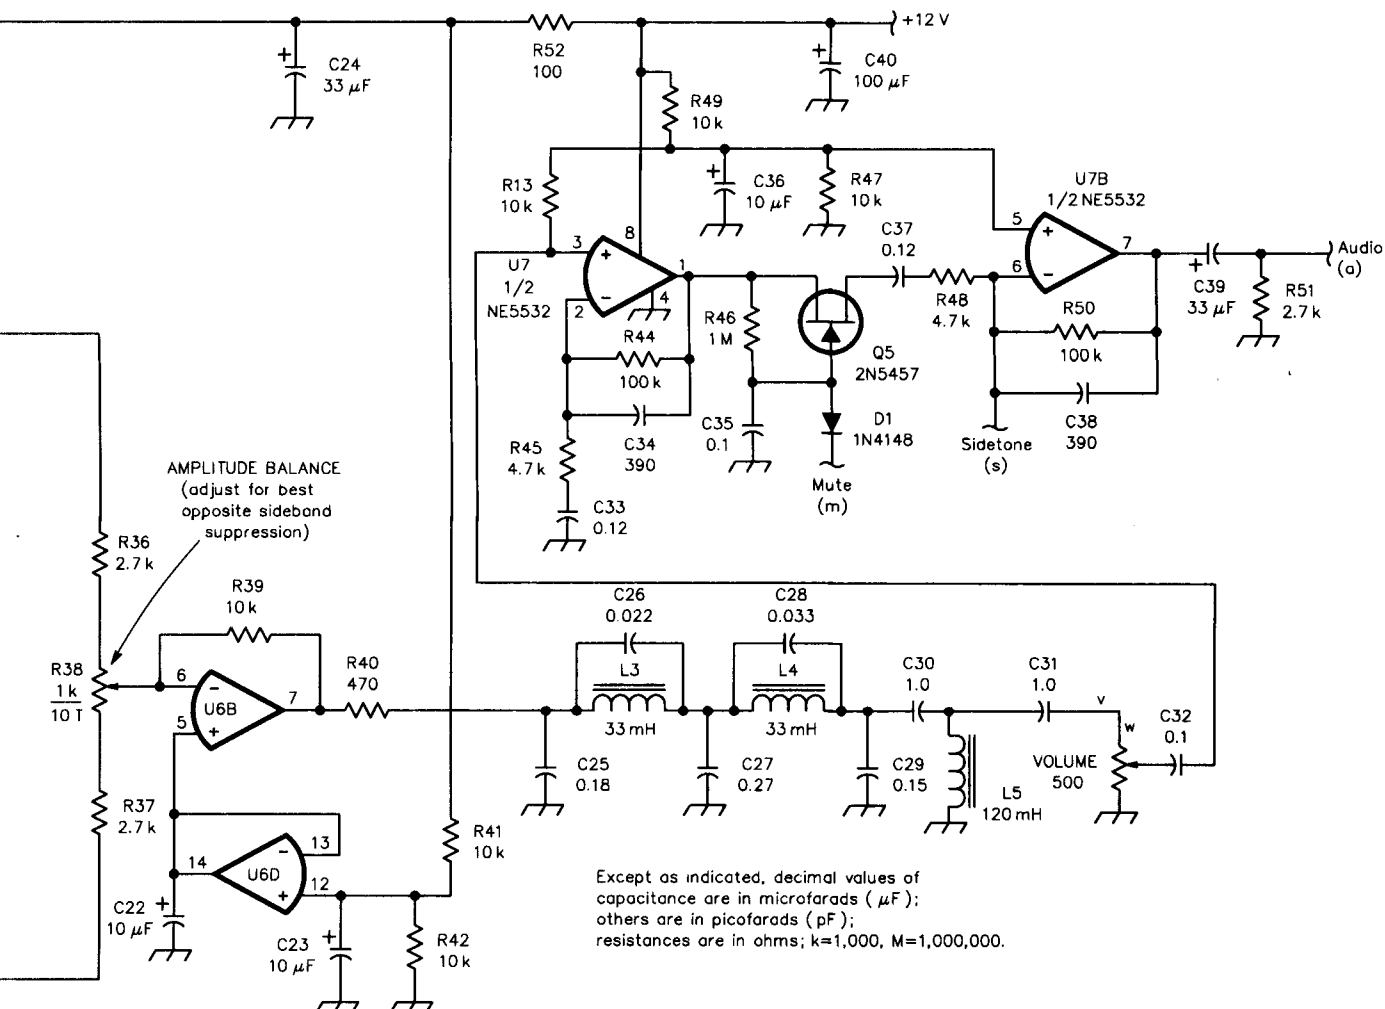 +12 V
C24
33 µF
R52
100
C40
100 µF
R49
10 k
R13
10 k
C36
10 µF
R47
10 k
U7B
1/2 NE5532
5
+
6
−
7
C37
0.12
R48
4.7 k
C39
+
33 µF
Audio
(a)
R51
2.7 k
R50
100 k
C38
390
Sidetone
(s)
U7
1/2
NE5532
3
+
8
1
−
2
4
R44
100 k
C34
390
R45
4.7 k
C33
0.12
R46
1 M
C35
0.1
Q5
2N5457
D1
1N4148
Mute
(m)
+
+
+
AMPLITUDE BALANCE
(adjust for best
opposite sideband
suppression)
R36
2.7 k
R38
1 k
10 T
R37
2.7 k
R39
10 k
6
−
U6B
5
+
7
R40
470
C26
0.022
L3
33 mH
C28
0.033
L4
33 mH
C25
0.18
C27
0.27
C29
0.15
C30
1.0
C31
1.0
L5
120 mH
v
w
VOLUME
500
C32
0.1
R41
10 k
14
−
13
U6D
+
12
C22
+
10 µF
C23
+
10 µF
R42
10 k
Except as indicated, decimal values of
capacitance are in microfarads ( µF );
others are in picofarads ( pF );
resistances are in ohms; k=1,000, M=1,000,000.